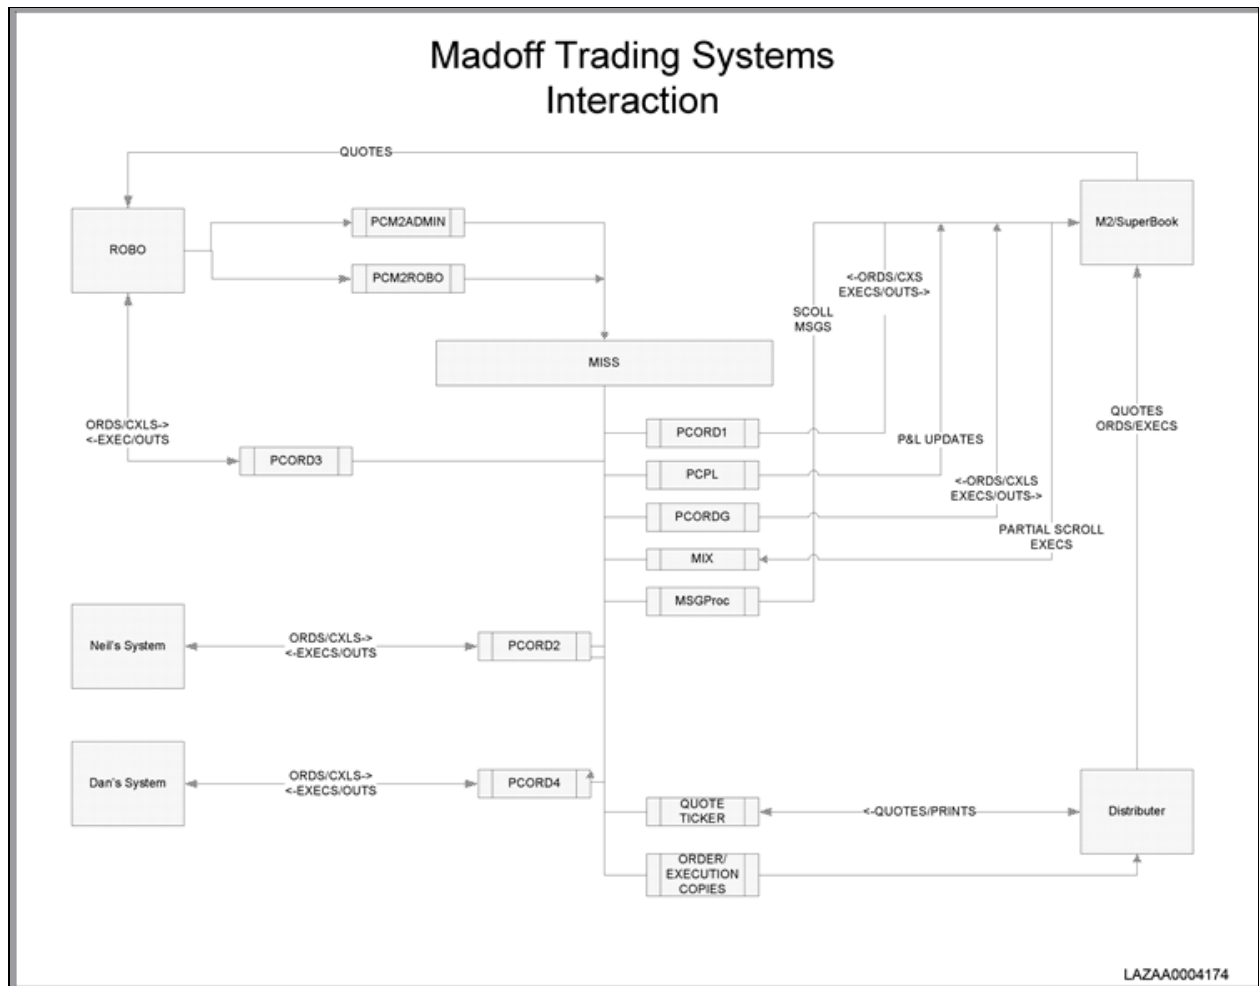 Madoff Trading Systems
Interaction
QUOTES
ROBO
PCM2ADMIN
PCM2ROBO
M2/SuperBook
<-ORDS/CXS
EXECS/OUTS->
SCOLL
MSGS
MISS
ORDS/CXLS->
<-EXEC/OUTS
PCORD3
PCORD1
P&L UPDATES
QUOTES
ORDS/EXECS
PCPL
<-ORDS/CXLS
EXECS/OUTS->
PCORDG
PARTIAL SCROLL
EXECS
MIX
MSGProc
Neil's System
ORDS/CXLS->
<-EXECS/OUTS
PCORD2
Dan's System
ORDS/CXLS->
<-EXECS/OUTS
PCORD4
QUOTE
TICKER
<-QUOTES/PRINTS
Distributer
ORDER/
EXECUTION
COPIES
LAZAA0004174